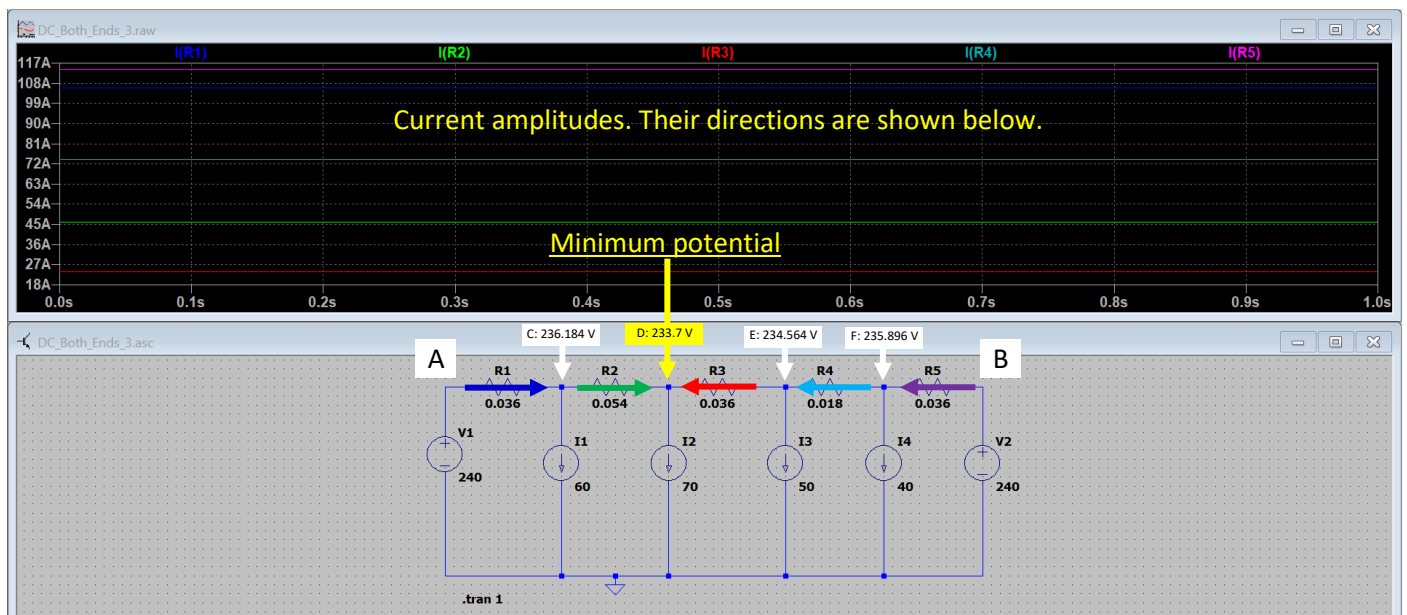 DC_Both_Ends_3.raw
I(R1) I(R2) I(R3) I(R4) I(R5)
117A
108A
99A
90A
81A
72A
63A
54A
45A
36A
27A
18A
Current amplitudes. Their directions are shown below.
Minimum potential
0.0s 0.1s 0.2s 0.3s 0.4s 0.5s 0.6s 0.7s 0.8s 0.9s 1.0s
DC_Both_Ends_3.asc
C: 236.184 V D: 233.7 V E: 234.564 V F: 235.896 V
A B
R1 R2 R3 R4 R5
0.036 0.054 0.036 0.018 0.036
V1 I1 I2 I3 I4 V2
240 60 70 50 40 240
.tran 1